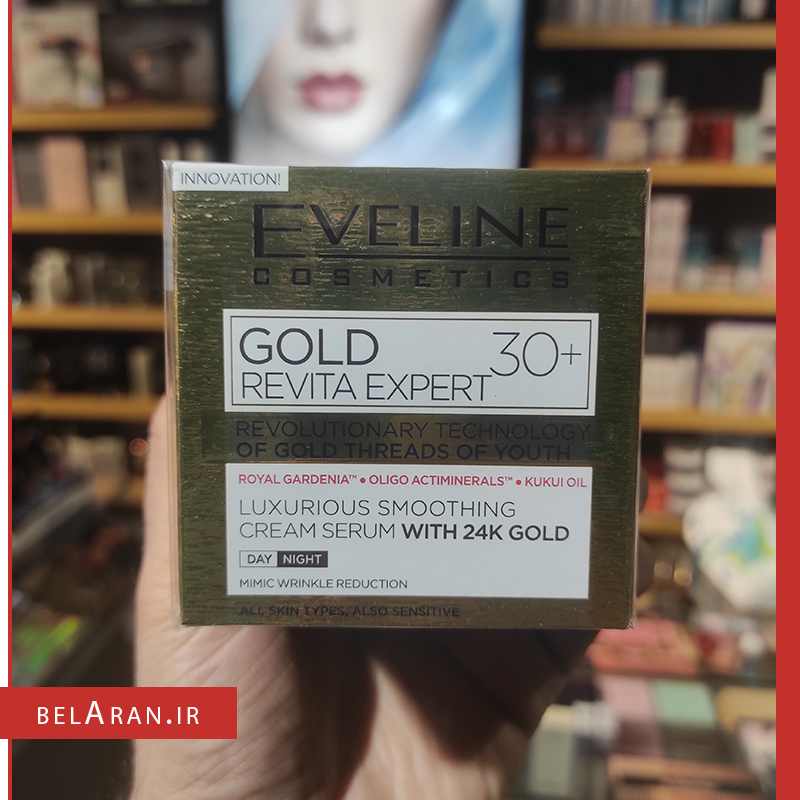 INNOVATION!
EVELINE
COSMETICS
GOLD
REVITA EXPERT 30+
REVOLUTIONARY TECHNOLOGY
OF GOLD THREADS OF YOUTH
ROYAL GARDENIA™ • OLIGO ACTIMINERALS™ • KUKUI OIL
LUXURIOUS SMOOTHING
CREAM SERUM WITH 24K GOLD
DAY NIGHT
MIMIC WRINKLE REDUCTION
ALL SKIN TYPES, ALSO SENSITIVE
BELARAN.IR